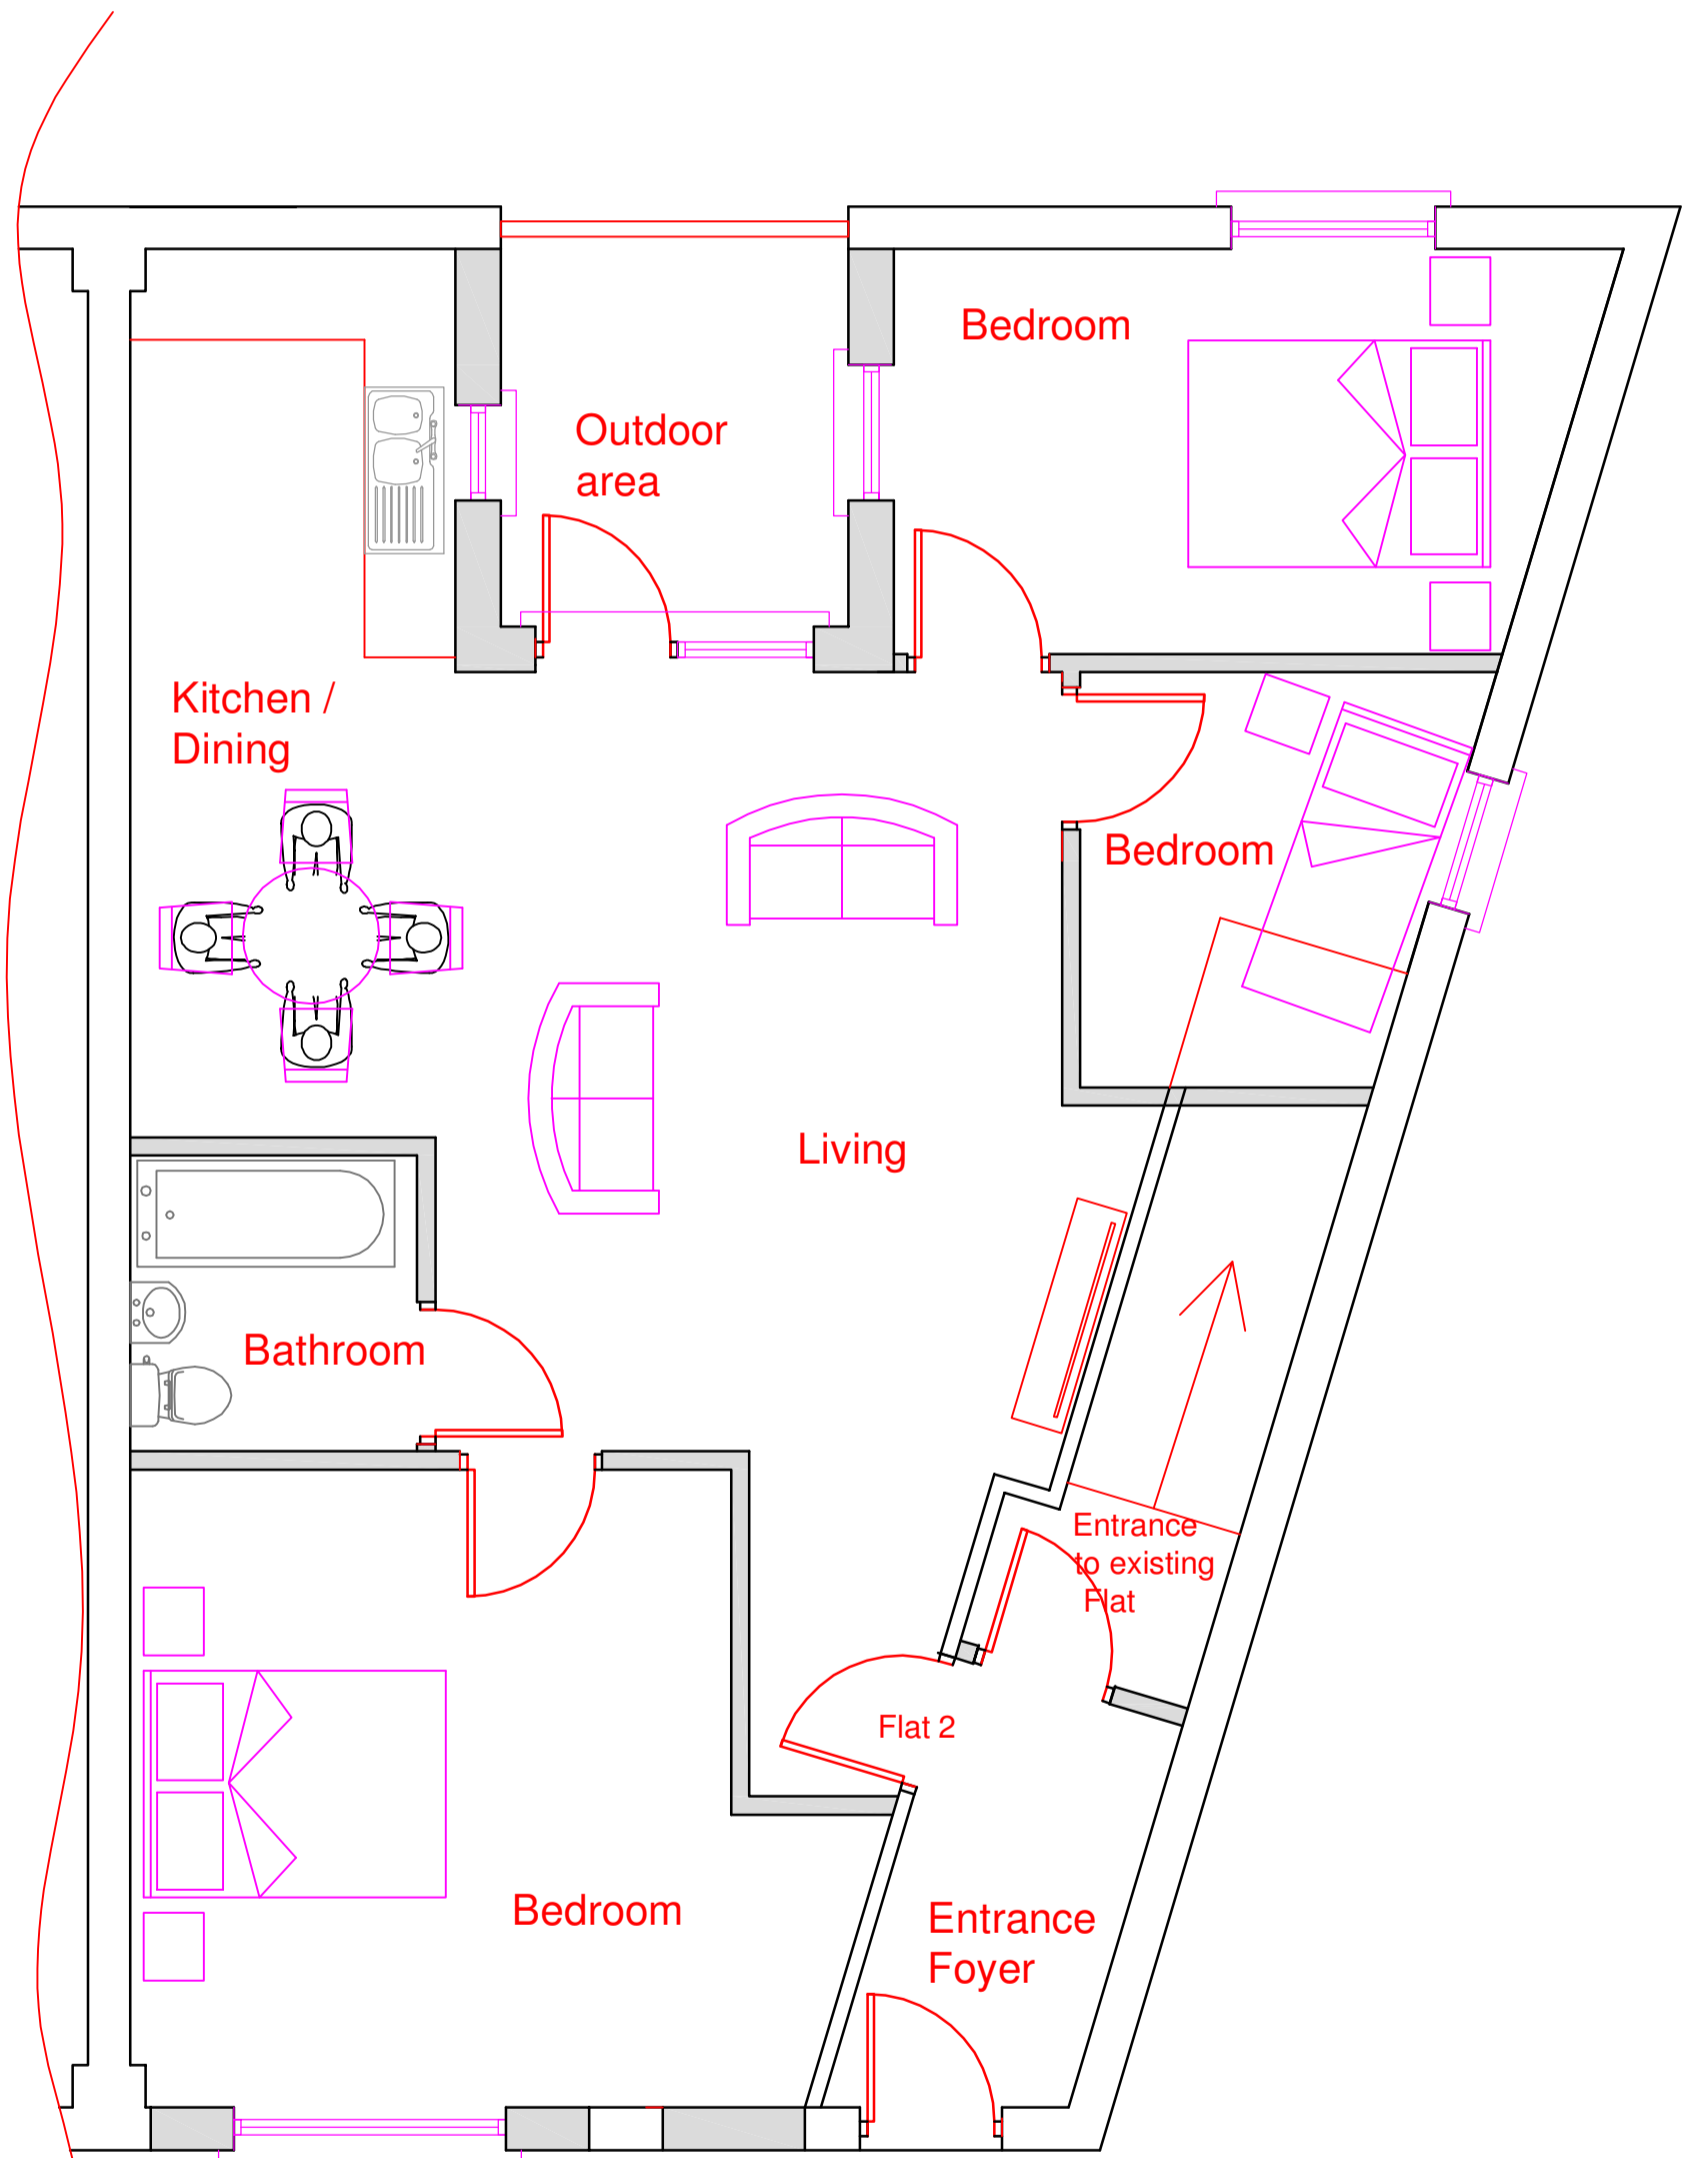 Bedroom
Outdoor
area
Kitchen /
Dining
Bedroom
Living
Bathroom
Entrance
to existing
Flat
Flat 2
Bedroom
Entrance
Foyer